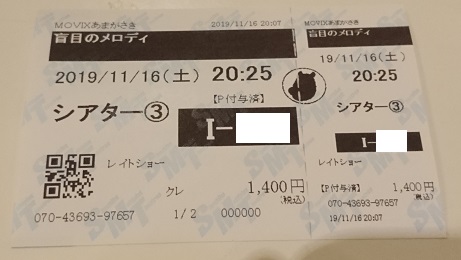 MOVIXあまがさき 2019/11/16 20:07
盲目のメロディ
2019/11/16(土) 20:25
【P付与済】
シアター③
I-
レイトショー
クレ 1,400円
(税込)
070-43693-97657 1/2 000000
MOVIXあまがさき
盲目のメロディ
19/11/16(土)
20:25
シアター③
I-
レイトショー
【P付与済】 1,400円
(税込)
070-43693-97657
19/11/16 20:07
SMT